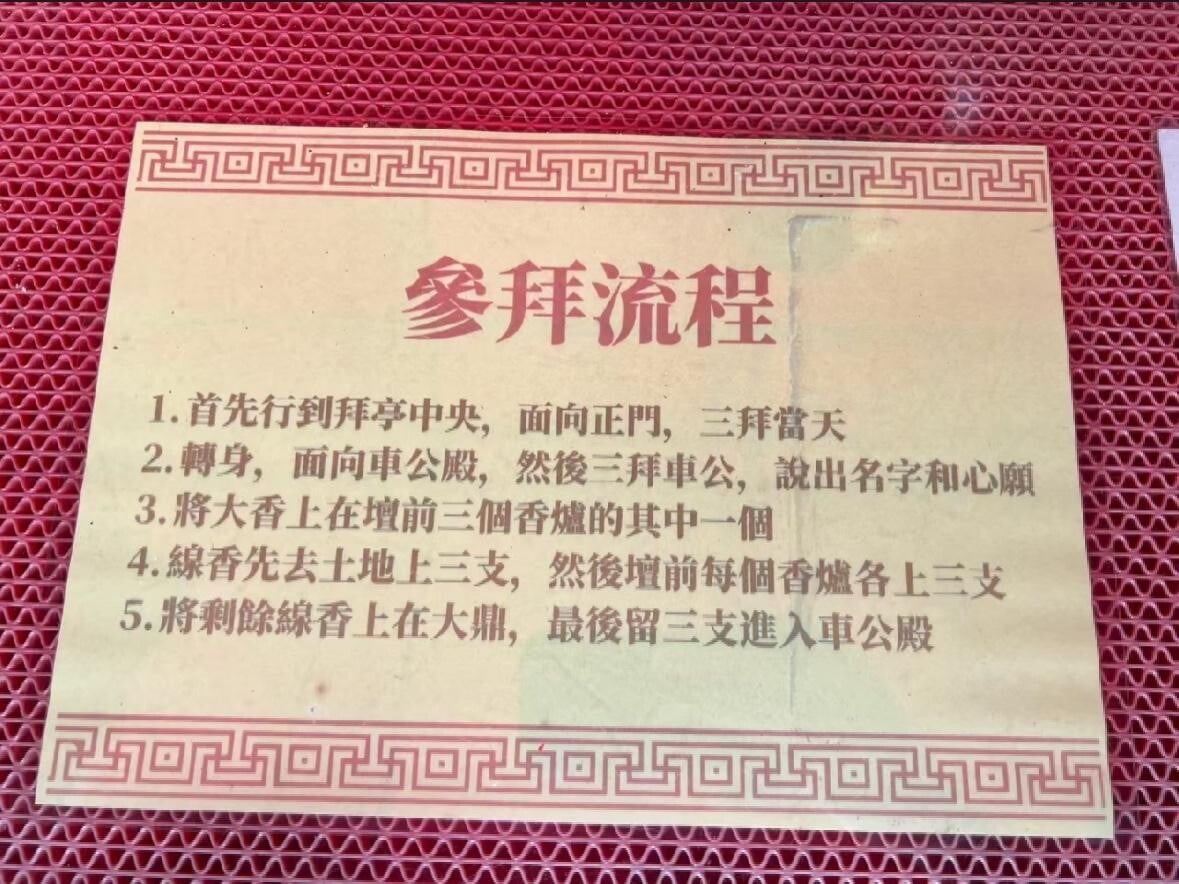 參拜流程
1.首先行到拜亭中央，面向正門，三拜當天
2.轉身，面向車公殿，然後三拜車公，說出名字和心願
3.將大香上在壇前三個香爐的其中一個
4.線香先去土地上三支，然後壇前每個香爐各上三支
5.將剩餘線香上在大鼎，最後留三支進入車公殿